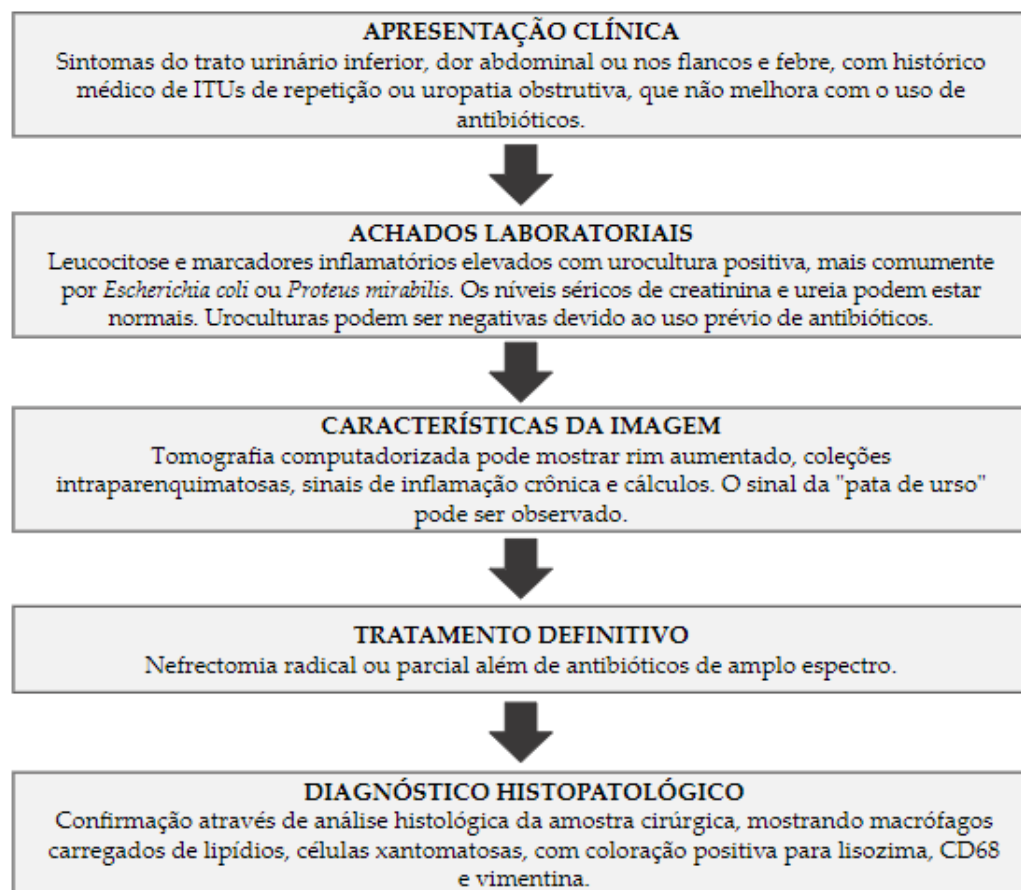 APRESENTAÇÃO CLÍNICA
Sintomas do trato urinário inferior, dor abdominal ou nos flancos e febre, com histórico
médico de ITUs de repetição ou uropatia obstrutiva, que não melhora com o uso de
antibióticos.
ACHADOS LABORATORIAIS
Leucocitose e marcadores inflamatórios elevados com urocultura positiva, mais comumente
por Escherichia coli ou Proteus mirabilis. Os níveis séricos de creatinina e ureia podem estar
normais. Uroculturas podem ser negativas devido ao uso prévio de antibióticos.
CARACTERÍSTICAS DA IMAGEM
Tomografia computadorizada pode mostrar rim aumentado, coleções
intraparenquimatosas, sinais de inflamação crônica e cálculos. O sinal da "pata de urso"
pode ser observado.
TRATAMENTO DEFINITIVO
Nefrectomia radical ou parcial além de antibióticos de amplo espectro.
DIAGNÓSTICO HISTOPATOLÓGICO
Confirmação através de análise histológica da amostra cirúrgica, mostrando macrófagos
carregados de lipídios, células xantomatosas, com coloração positiva para lisozima, CD68
e vimentina.